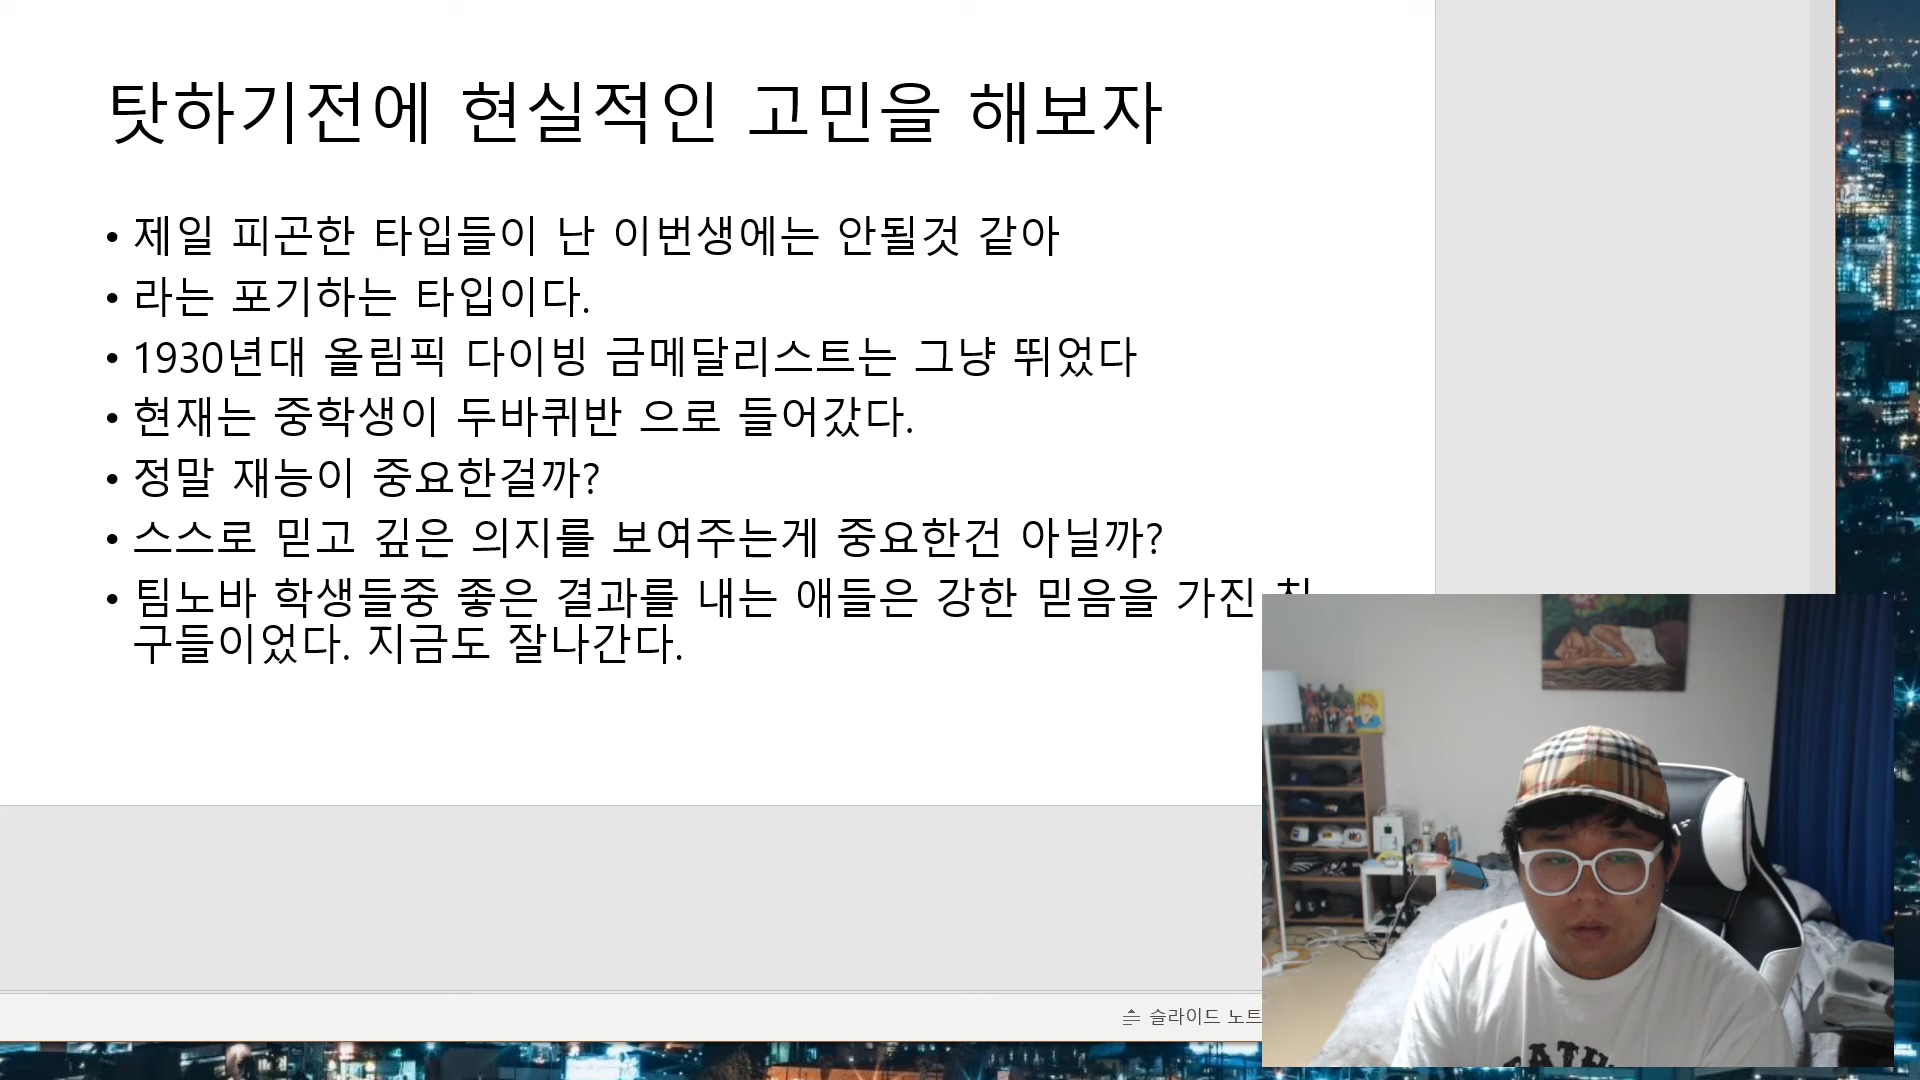 탓하기전에 현실적인 고민을 해보자
• 제일 피곤한 타입들이 난 이번생에는 안될것 같아
• 라는 포기하는 타입이다.
• 1930년대 올림픽 다이빙 금메달리스트는 그냥 뛰었다
• 현재는 중학생이 두바퀴반 으로 들어갔다.
• 정말 재능이 중요한걸까?
• 스스로 믿고 깊은 의지를 보여주는게 중요한건 아닐까?
• 팀노바 학생들중 좋은 결과를 내는 애들은 강한 믿음을 가진 친
구들이었다. 지금도 잘나간다.
슬라이드 노트